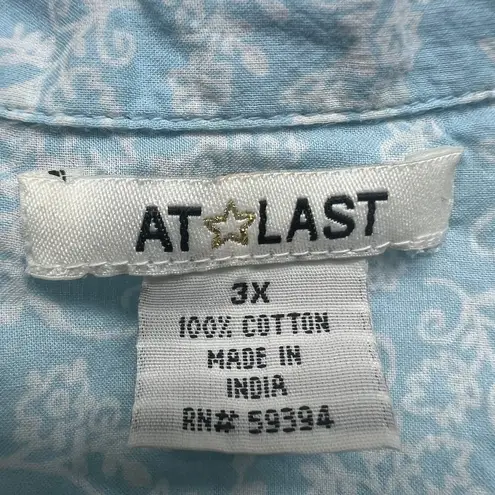 AT LAST
3X
100% COTTON
MADE IN
INDIA
RN# 59394